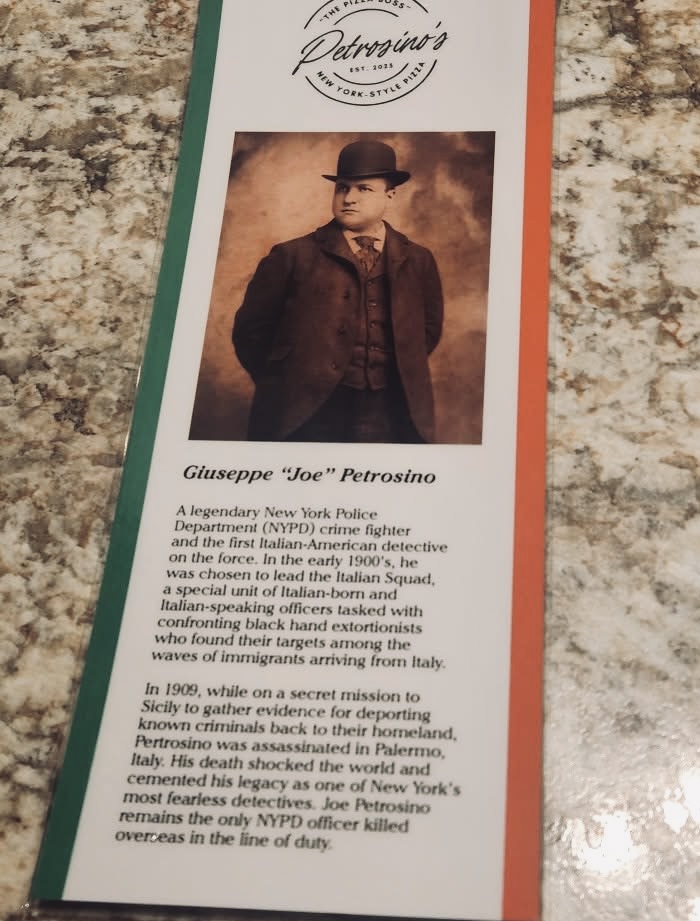 "THE PIZZA BOSS"
Petrosino's
EST. 2025
NEW YORK-STYLE PIZZA
Giuseppe "Joe" Petrosino
A legendary New York Police
Department (NYPD) crime fighter
and the first Italian-American detective
on the force. In the early 1900's, he
was chosen to lead the Italian Squad,
a special unit of Italian-born and
Italian-speaking officers tasked with
confronting black hand extortionists
who found their targets among the
waves of immigrants arriving from Italy.
In 1909, while on a secret mission to
Sicily to gather evidence for deporting
known criminals back to their homeland,
Pertrosino was assassinated in Palermo,
Italy. His death shocked the world and
cemented his legacy as one of New York's
most fearless detectives. Joe Petrosino
remains the only NYPD officer killed
overseas in the line of duty.